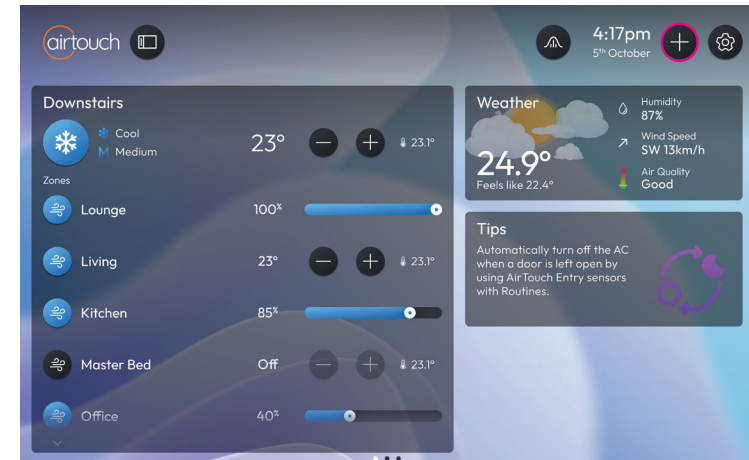 airtouch
4:17pm
5th October
Downstairs
Cool
Medium
23°
23.1°
Zones
Lounge
100%
Living
23°
23.1°
Kitchen
85%
Master Bed
Off
23.1°
Office
40%
Weather
24.9°
Feels like 22.4°
Humidity
87%
Wind Speed
SW 13km/h
Air Quality
Good
Tips
Automatically turn off the AC
when a door is left open by
using AirTouch Entry sensors
with Routines.